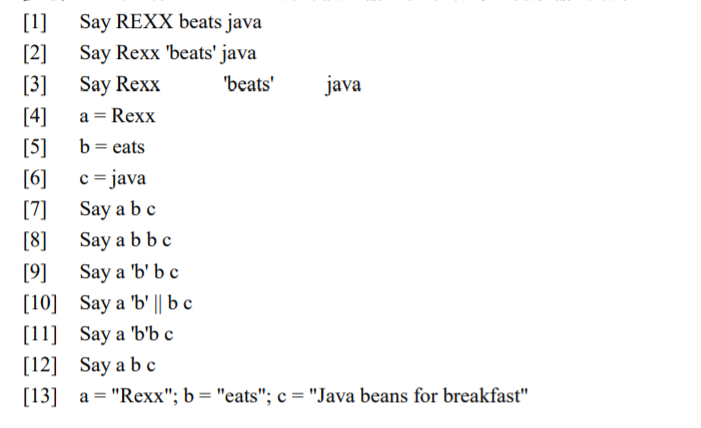 [1] Say REXX beats java
[2] Say Rexx 'beats' java
[3] Say Rexx 'beats' java
[4] a = Rexx
[5] b = eats
[6] c = java
[7] Say a b c
[8] Say a b b c
[9] Say a 'b' b c
[10] Say a 'b' || b c
[11] Say a 'b'b c
[12] Say a b c
[13] a = "Rexx"; b = "eats"; c = "Java beans for breakfast"